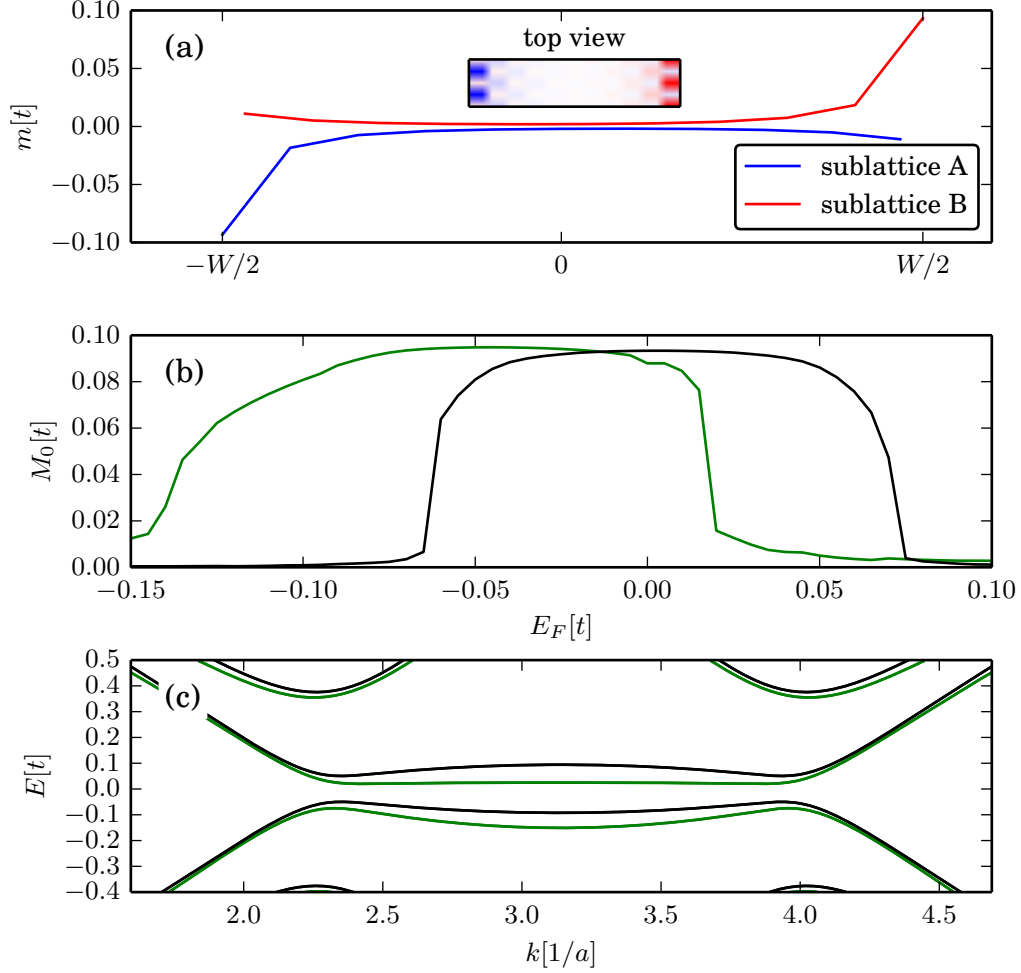 (a)
top view
m[t]
0.10
0.05
0.00
−0.05
−0.10
sublattice A
sublattice B
−W/2
0
W/2
(b)
M0[t]
0.10
0.08
0.06
0.04
0.02
0.00
−0.15
−0.10
−0.05
0.00
0.05
0.10
EF[t]
(c)
E[t]
0.5
0.4
0.3
0.2
0.1
0.0
−0.1
−0.2
−0.3
−0.4
2.0
2.5
3.0
3.5
4.0
4.5
k[1/a]